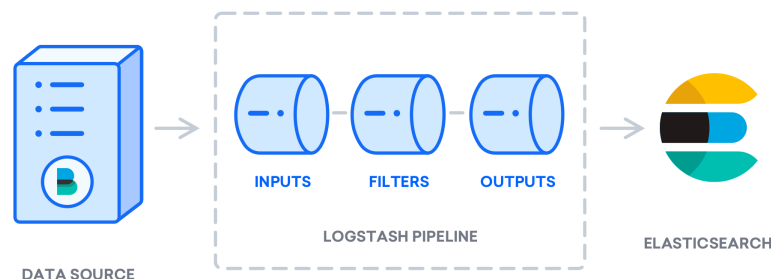 INPUTS
FILTERS
OUTPUTS
LOGSTASH PIPELINE
ELASTICSEARCH
DATA SOURCE